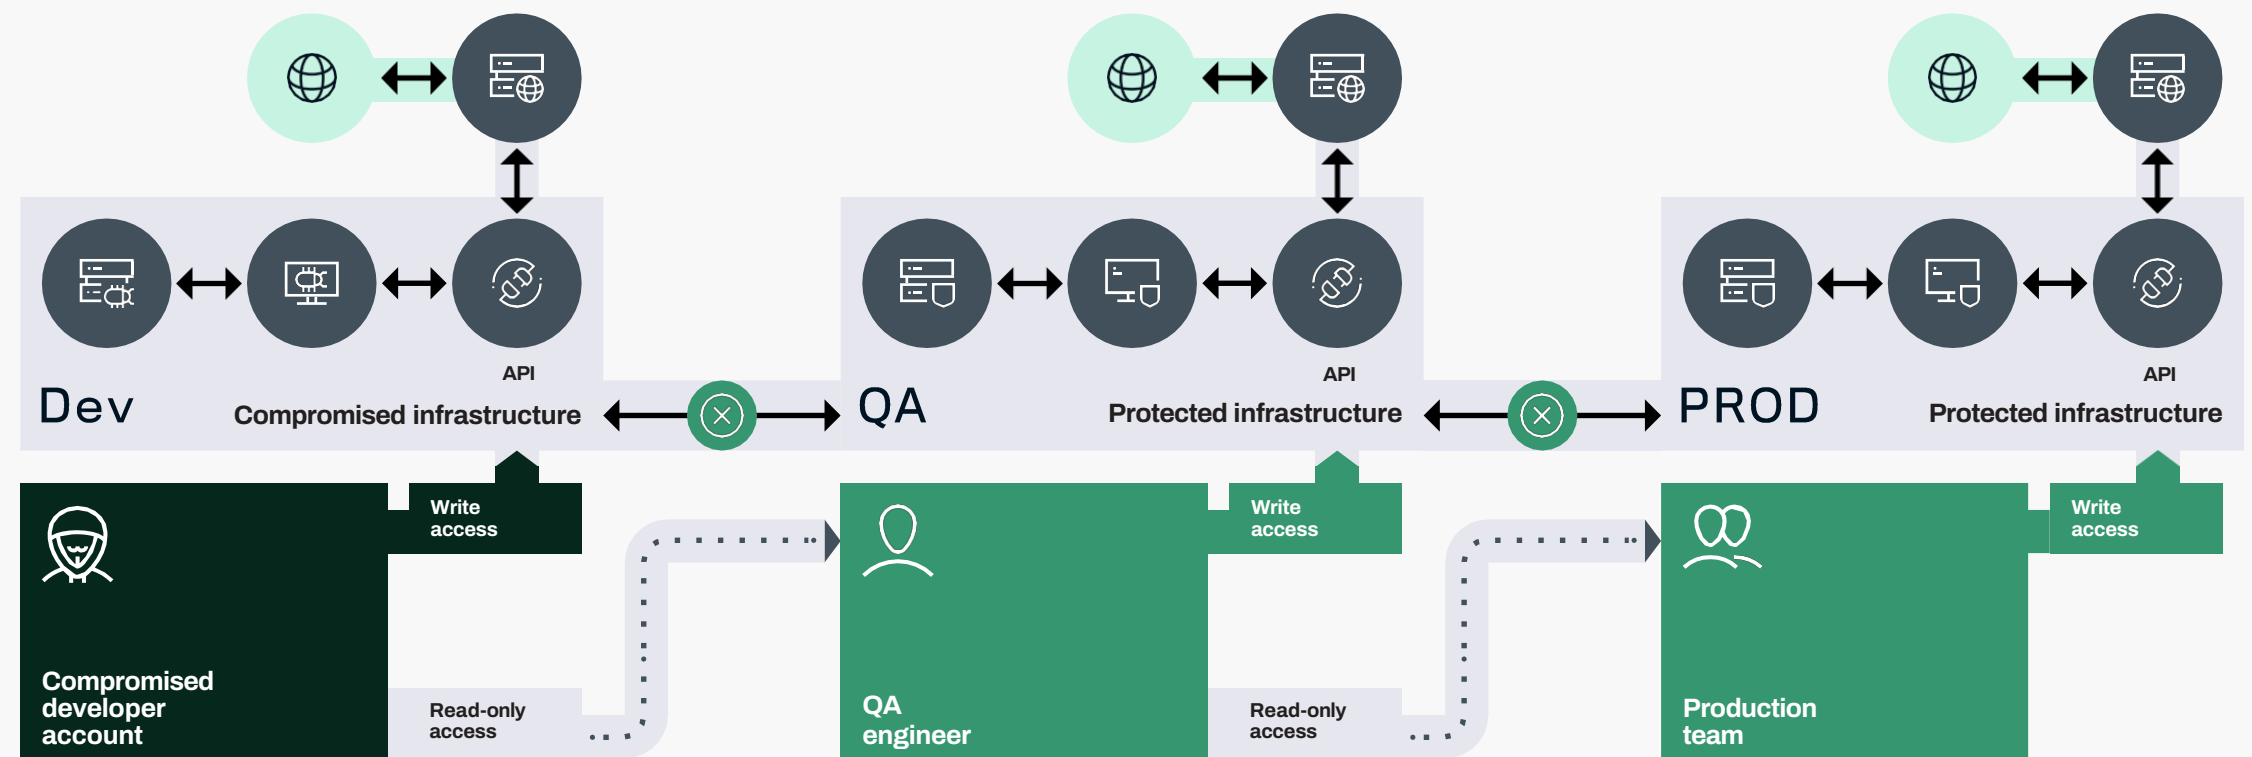 API
API
API
Dev
Compromised infrastructure
QA
Protected infrastructure
PROD
Protected infrastructure
Write
access
Write
access
Write
access
Compromised
developer
account
Read-only
access
QA
engineer
Read-only
access
Production
team